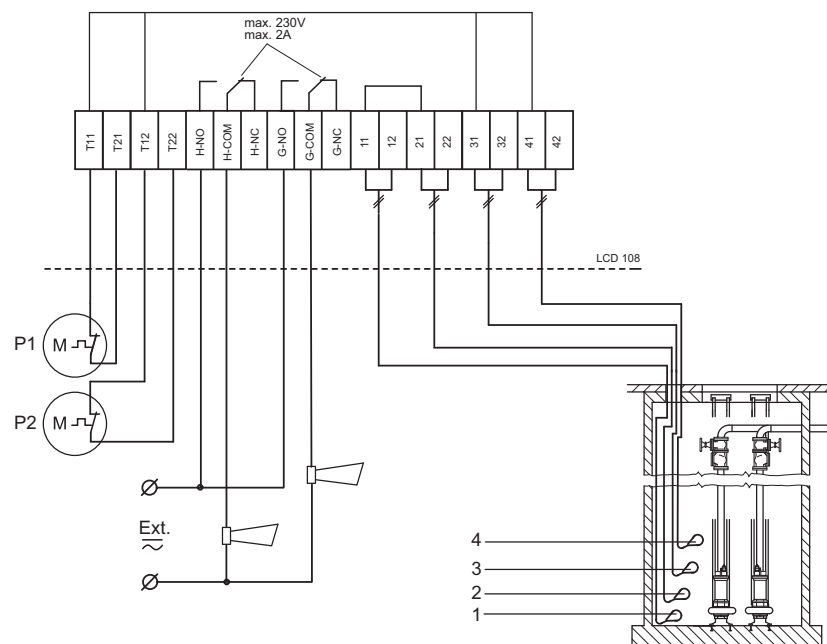 max. 230V
max. 2A
T11
T21
T12
T22
H-NO
H-COM
H-NC
G-NO
G-COM
G-NC
11
12
21
22
31
32
41
42
LCD 108
P1
M
P2
M
Ext.
4
3
2
1